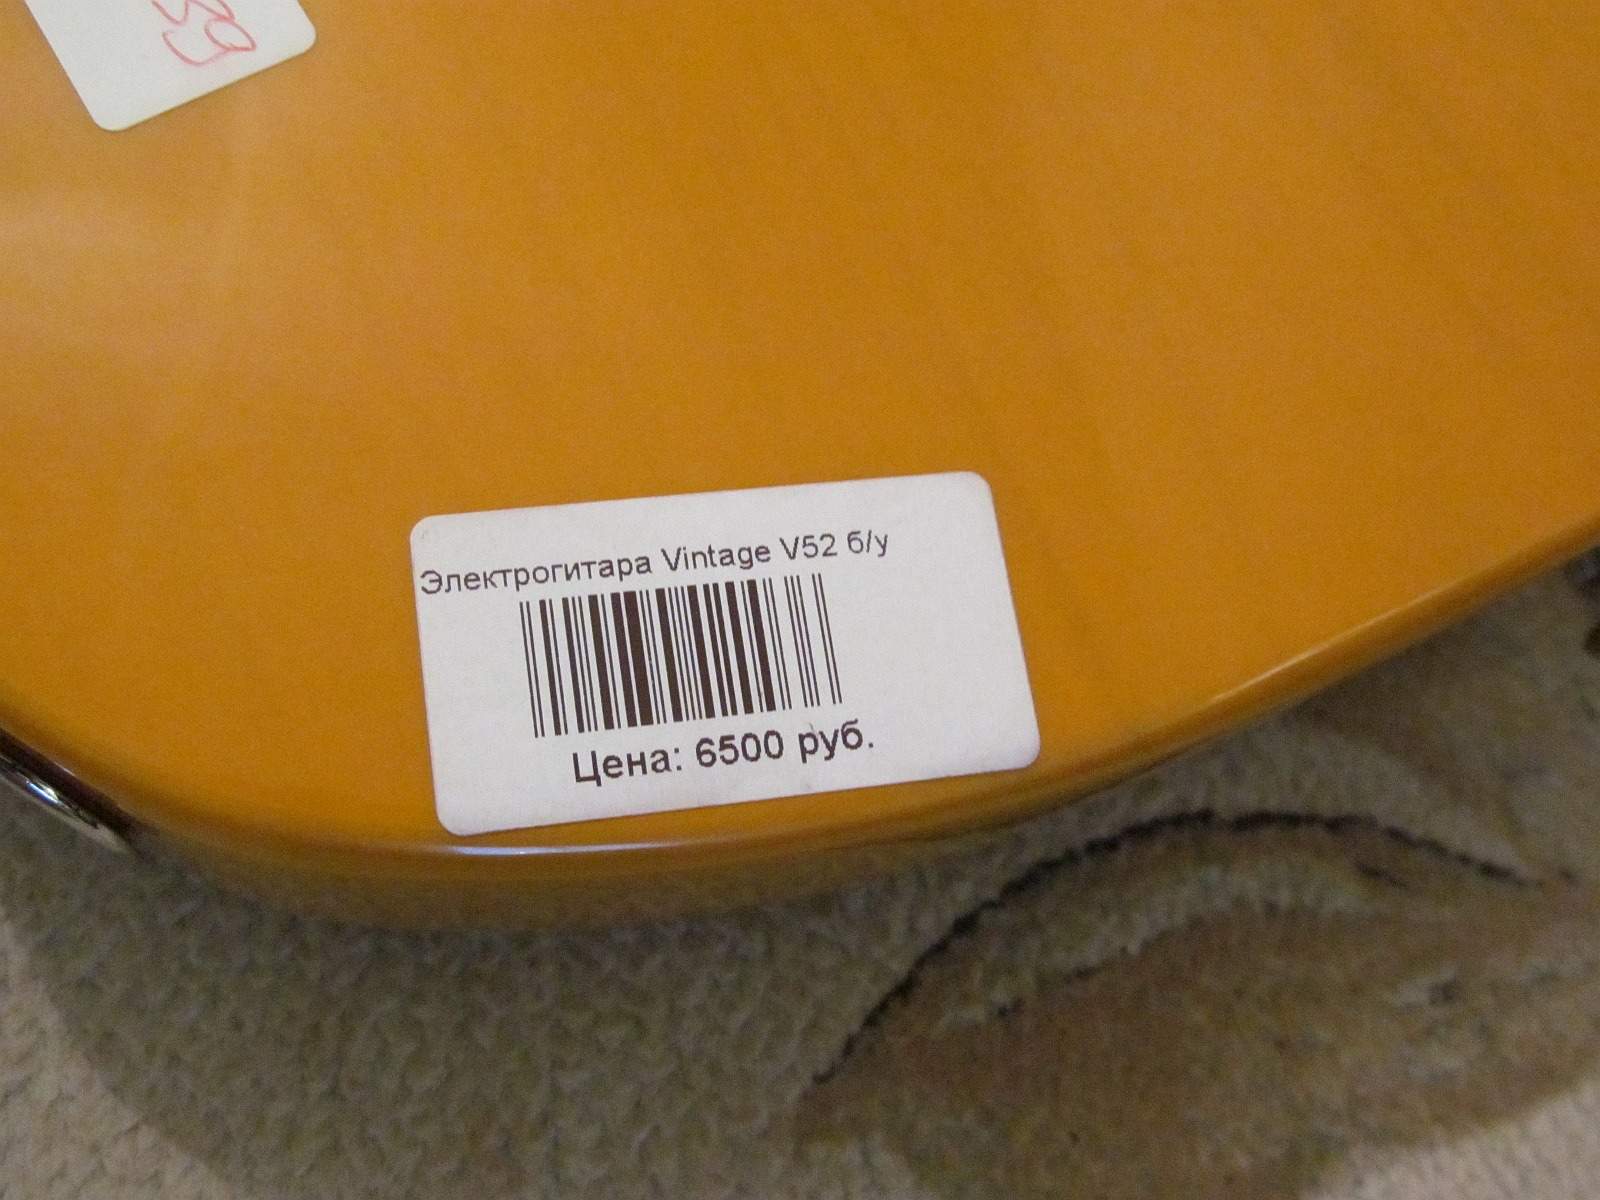 Электрогитара Vintage V52 б/у
Цена: 6500 руб.